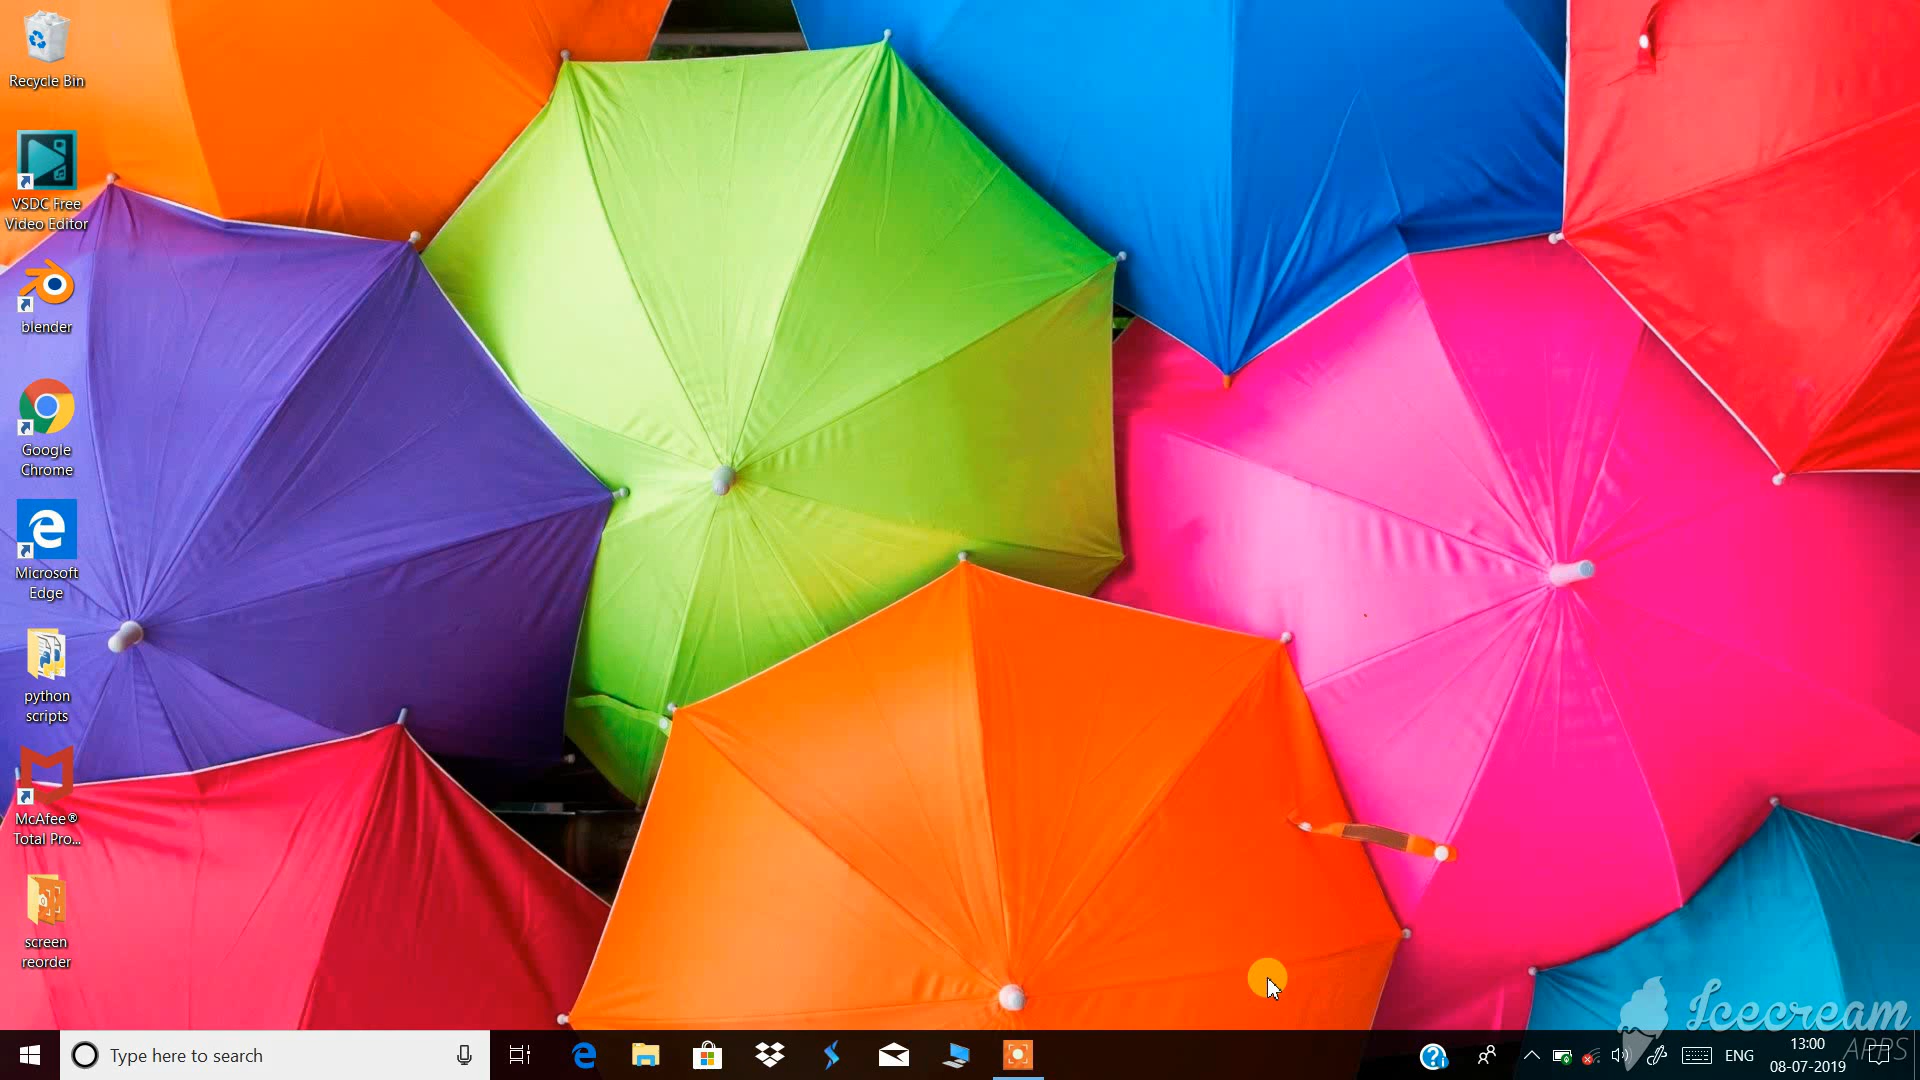 Recycle Bin
VSDC Free
Video Editor
blender
Google
Chrome
Microsoft
Edge
python
scripts
McAfee®
Total Pro...
screen
reorder
Icecream
APPS
Type here to search
ENG
13:00
08-07-2019